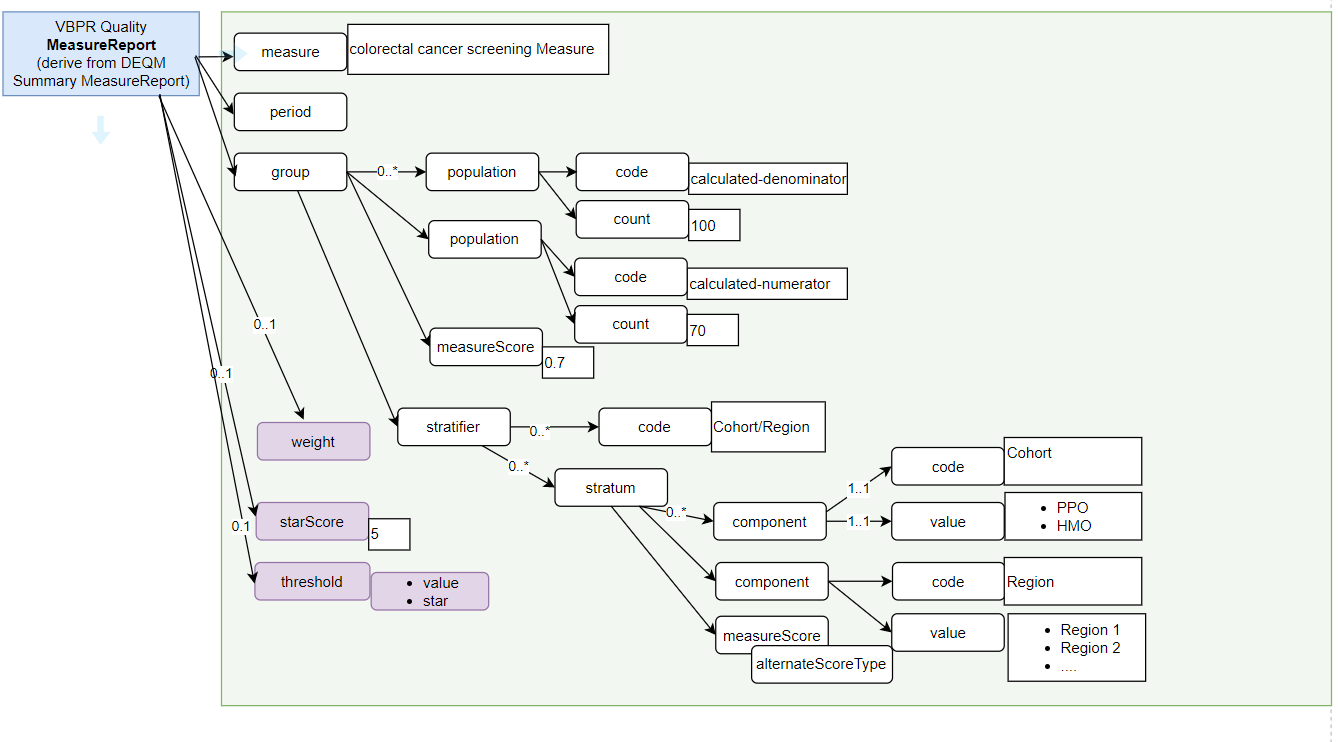 VBPR Quality
MeasureReport
(derive from DEQM
Summary MeasureReport)
measure
colorectal cancer screening Measure
period
group
0..*
population
code
calculated-denominator
count
100
population
code
calculated-numerator
count
70
measureScore
0.7
0..1
0..1
weight
stratifier
0..*
code
Cohort/Region
0..*
stratum
0..*
component
1..1
code
Cohort
1..1
value
• PPO
• HMO
starScore
5
0.1
threshold
• value
• star
component
code
Region
value
• Region 1
• Region 2
• ....
measureScore
alternateScoreType